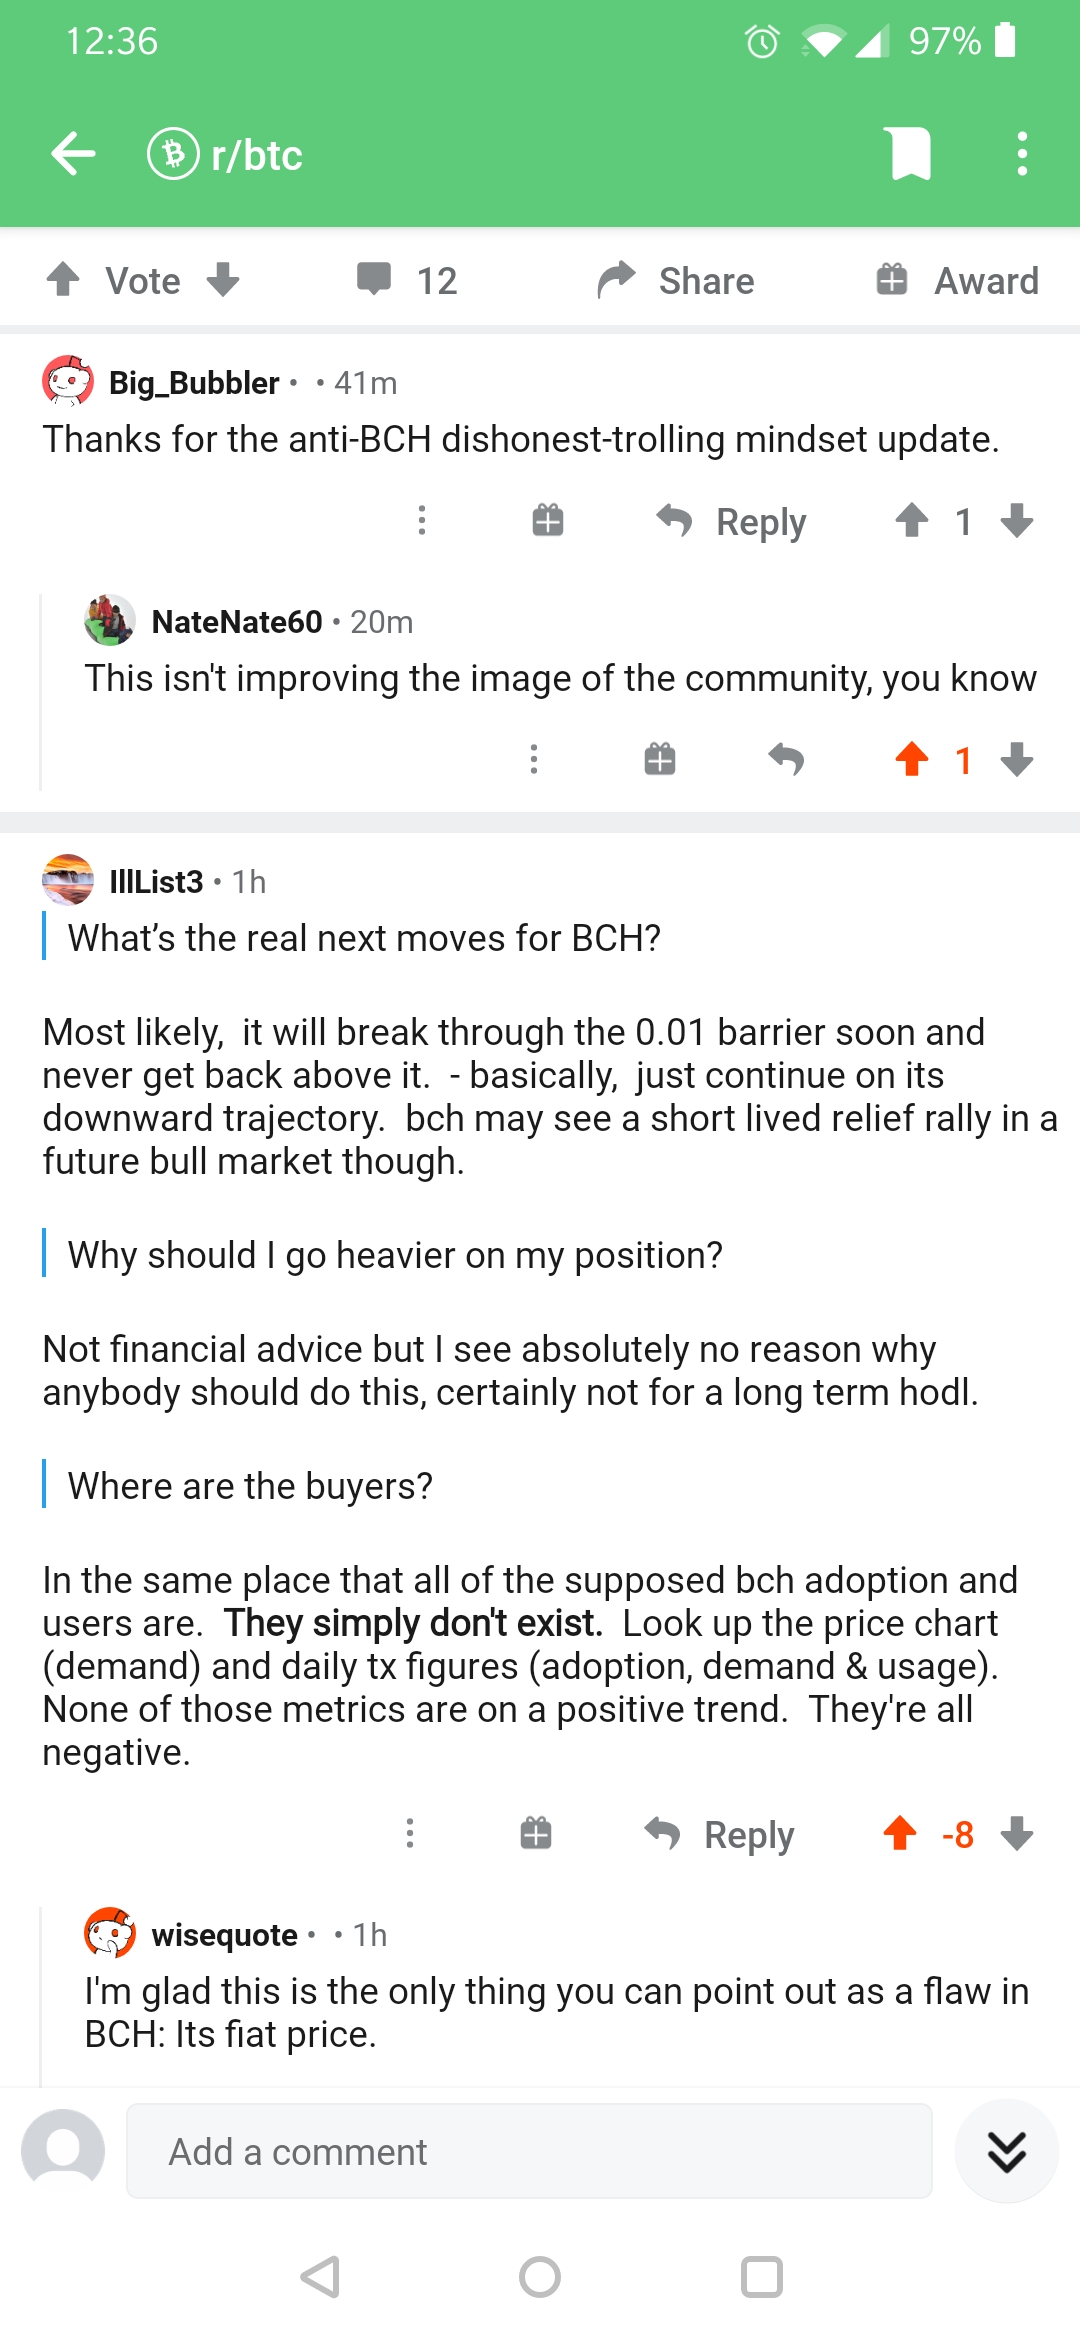 12:36
97%
r/btc
Vote
12
Share
Award
Big_Bubbler • • 41m
Thanks for the anti-BCH dishonest-trolling mindset update.
Reply
1
NateNate60 • 20m
This isn't improving the image of the community, you know
1
IllList3 • 1h
What’s the real next moves for BCH?
Most likely,  it will break through the 0.01 barrier soon and
never get back above it.  - basically,  just continue on its
downward trajectory.  bch may see a short lived relief rally in a
future bull market though.
Why should I go heavier on my position?
Not financial advice but I see absolutely no reason why
anybody should do this, certainly not for a long term hodl.
Where are the buyers?
In the same place that all of the supposed bch adoption and
users are.  They simply don't exist.  Look up the price chart
(demand) and daily tx figures (adoption, demand & usage).
None of those metrics are on a positive trend.  They're all
negative.
Reply
-8
wisequote • • 1h
I'm glad this is the only thing you can point out as a flaw in
BCH: Its fiat price.
Add a comment